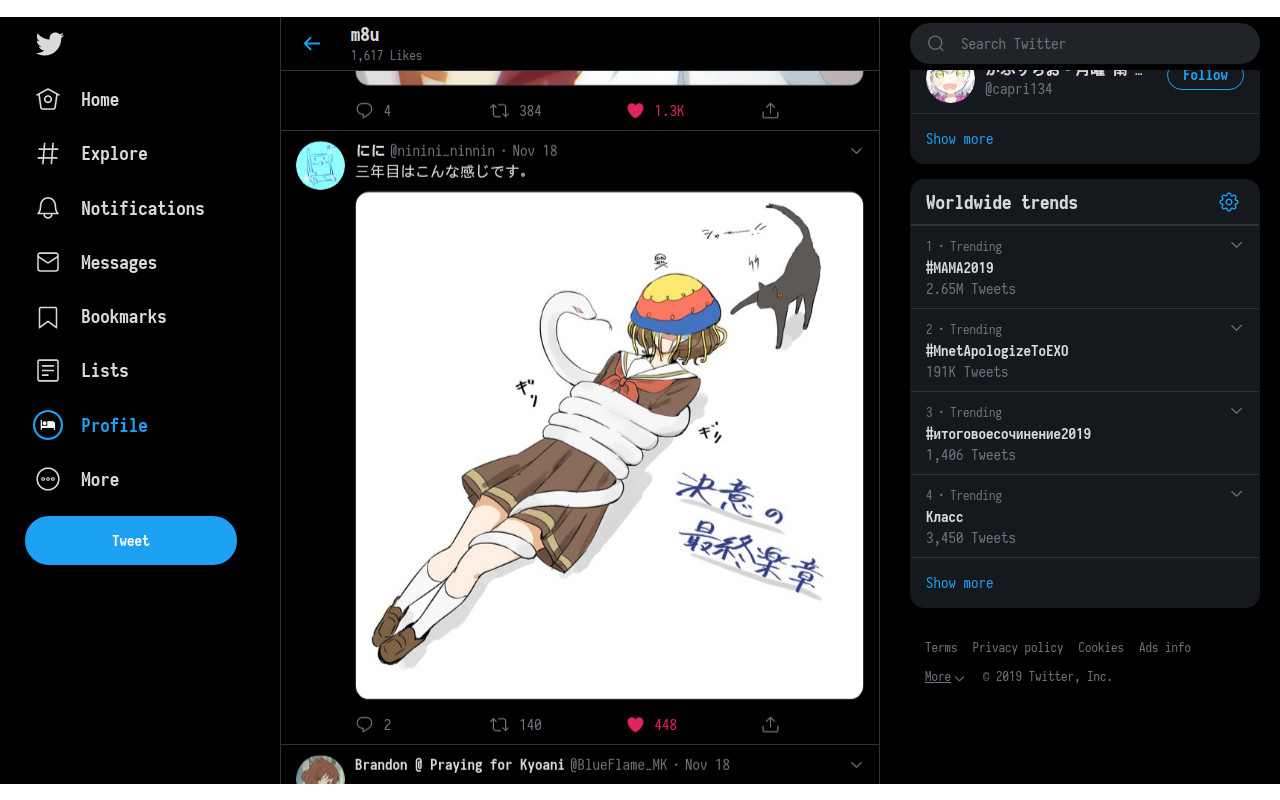 Home
Explore
Notifications
Messages
Bookmarks
Lists
Profile
More
Tweet
m8u
1,617 Likes
4 384 1.3K
にに @ninini_ninnin · Nov 18
三年目はこんな感じです。
シャーー!!
ギリ
ギリ
決意の
最終楽章
2 140 448
Brandon @ Praying for Kyoani @BlueFlame_MK · Nov 18
Search Twitter
@capri134
Follow
Show more
Worldwide trends
1 · Trending
#MAMA2019
2.65M Tweets
2 · Trending
#MnetApologizeToEXO
191K Tweets
3 · Trending
#итоговоесочинение2019
1,406 Tweets
4 · Trending
Класс
3,450 Tweets
Show more
Terms Privacy policy Cookies Ads info
More © 2019 Twitter, Inc.